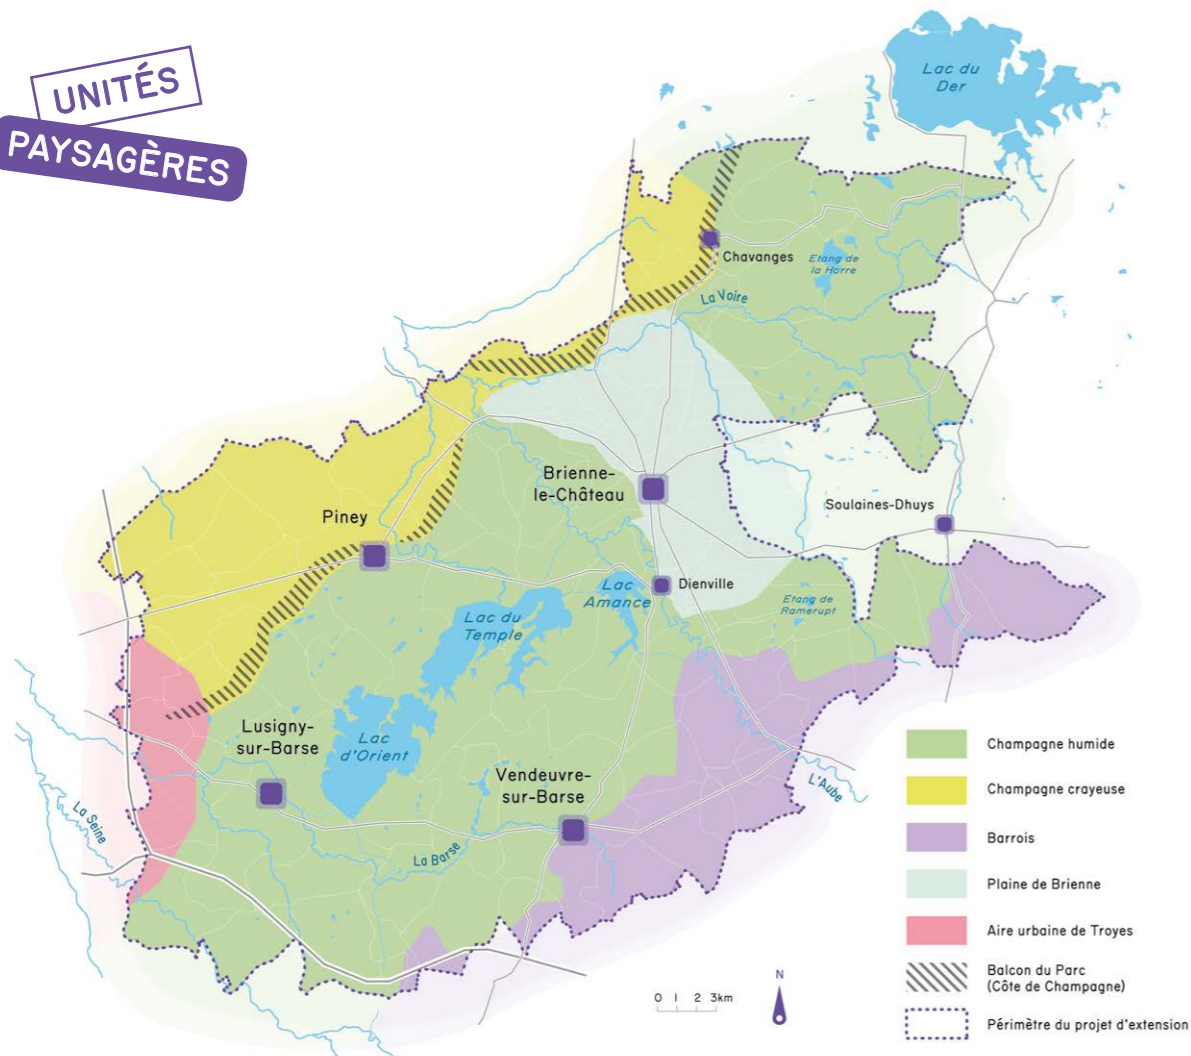 UNITÉS
PAYSAGÈRES
Lac du
Der
Chavanges
Etang de
la Horre
La Voire
Brienne-
le-Château
Piney
Soulaines-Dhuys
Lac
Amance
Dienville
Etang de
Ramerupt
Lac du
Temple
Lusigny-
sur-Barse
Lac
d'Orient
Vendeuvre-
sur-Barse
L'Aube
La Seine
La Barse
Champagne humide
Champagne crayeuse
Barrois
Plaine de Brienne
Aire urbaine de Troyes
Balcon du Parc
(Côte de Champagne)
Périmètre du projet d'extension
N
0 1 2 3km